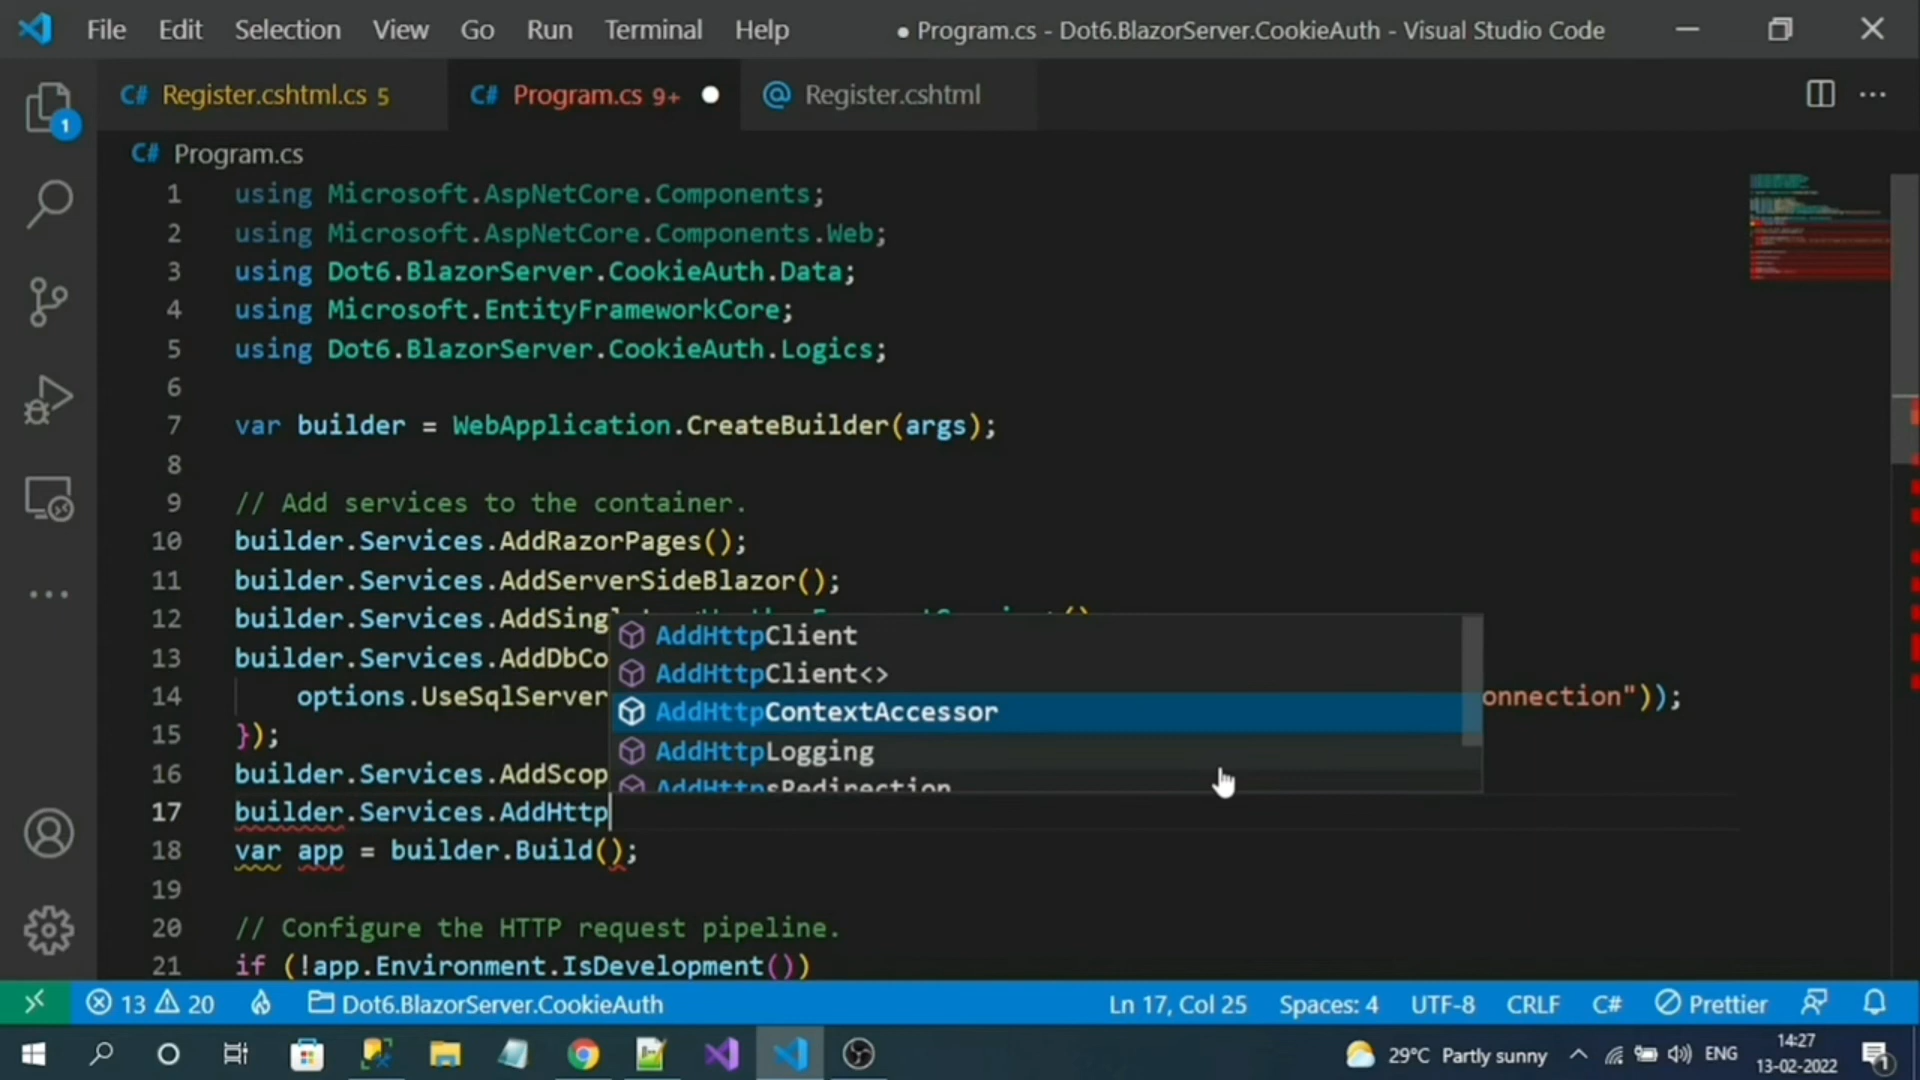 File Edit Selection View Go Run Terminal Help ● Program.cs - Dot6.BlazorServer.CookieAuth - Visual Studio Code
C# Register.cshtml.cs 5 C# Program.cs 9+ Register.cshtml
C# Program.cs
1 using Microsoft.AspNetCore.Components;
2 using Microsoft.AspNetCore.Components.Web;
3 using Dot6.BlazorServer.CookieAuth.Data;
4 using Microsoft.EntityFrameworkCore;
5 using Dot6.BlazorServer.CookieAuth.Logics;
6
7 var builder = WebApplication.CreateBuilder(args);
8
9 // Add services to the container.
10 builder.Services.AddRazorPages();
11 builder.Services.AddServerSideBlazor();
12 builder.Services.AddSing
AddHttpClient
13 builder.Services.AddDbCo
AddHttpClient<>
14 options.UseSqlServer onnection"));
AddHttpContextAccessor
15 });
AddHttpLogging
16 builder.Services.AddScop
AddHttpsRedirection
17 builder.Services.AddHttp
18 var app = builder.Build();
19
20 // Configure the HTTP request pipeline.
21 if (!app.Environment.IsDevelopment())
13 20 Dot6.BlazorServer.CookieAuth Ln 17, Col 25 Spaces: 4 UTF-8 CRLF C# Prettier
29°C Partly sunny ENG 14:27
13-02-2022
1